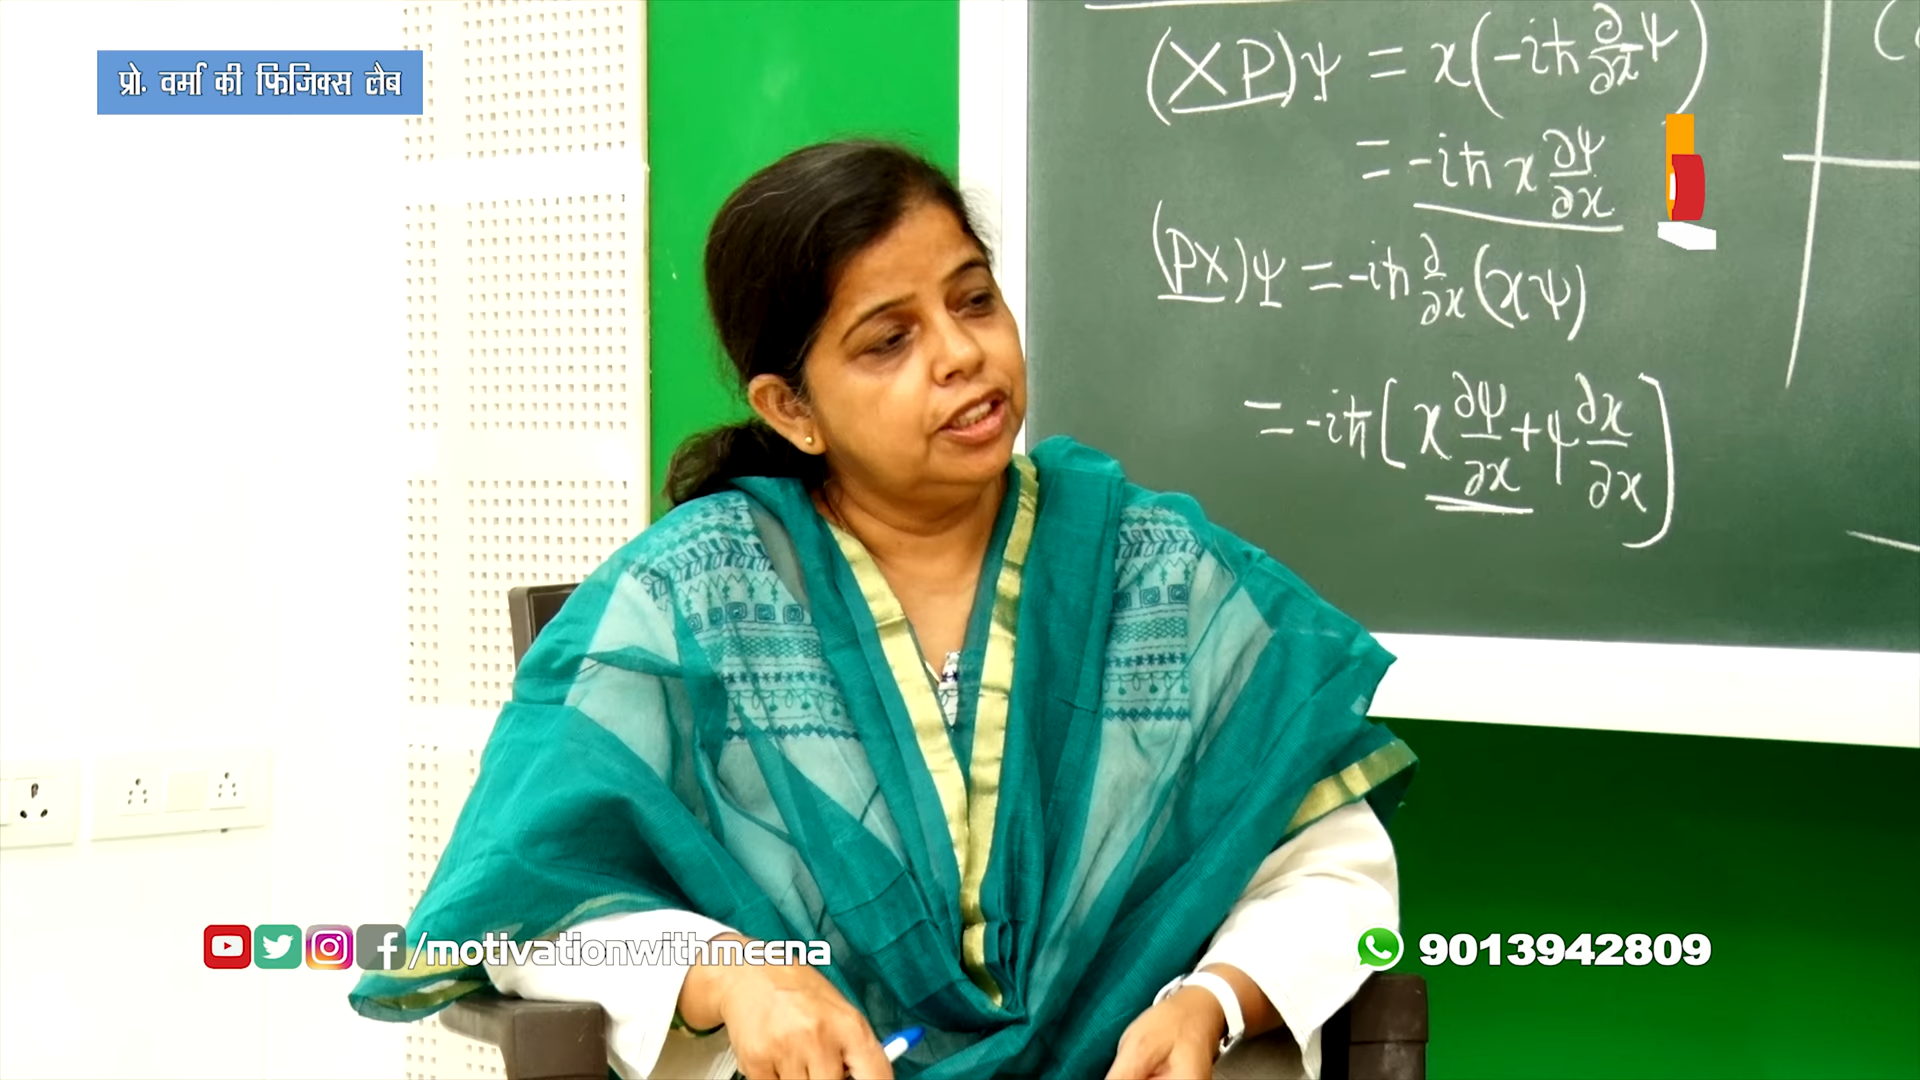 प्रो. वर्मा की फिजिक्स लैब
(XP)ψ = x(-iħ ∂/∂x ψ)
= -iħ x ∂ψ/∂x
(PX)ψ = -iħ ∂/∂x (xψ)
= -iħ [x ∂ψ/∂x + ψ ∂x/∂x]
/motivationwithmeena
9013942809